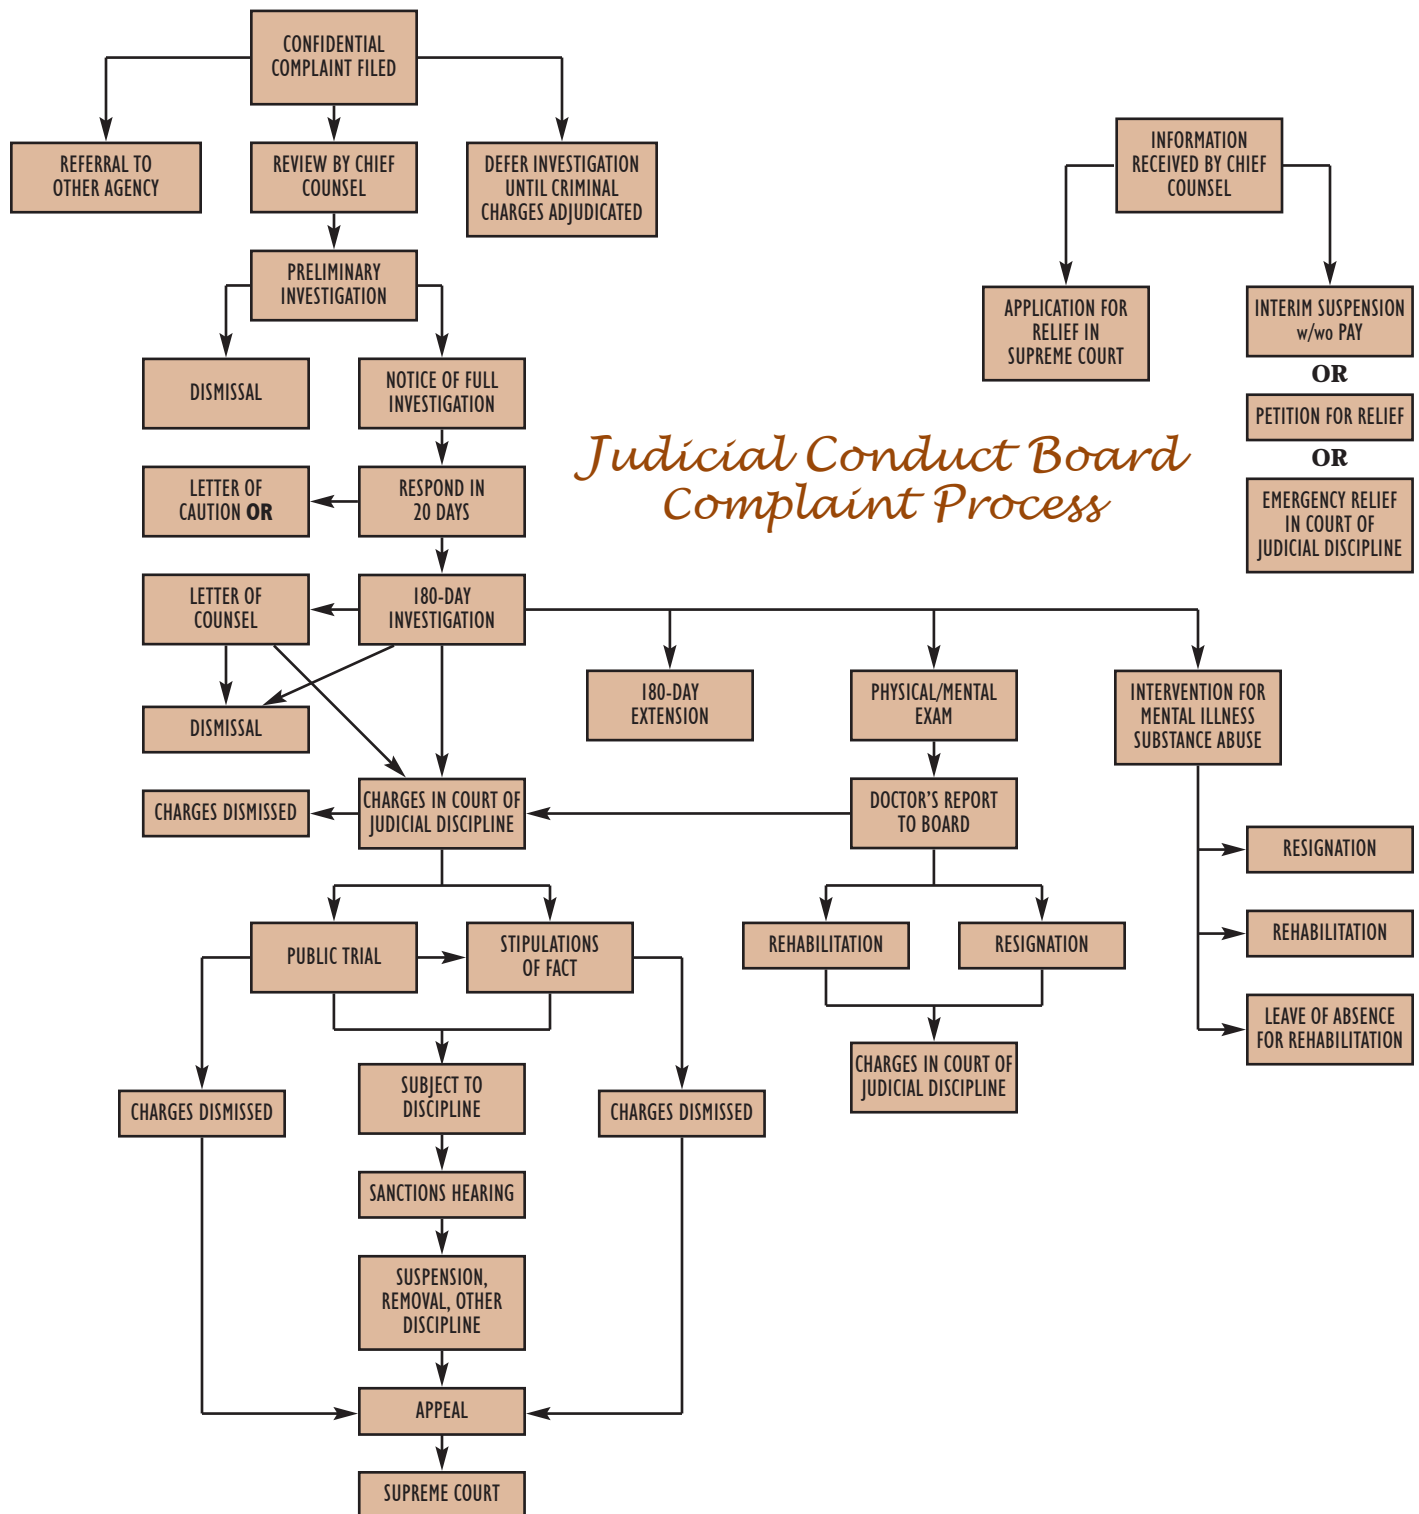 CONFIDENTIAL
COMPLAINT FILED
REFERRAL TO
OTHER AGENCY
REVIEW BY CHIEF
COUNSEL
DEFER INVESTIGATION
UNTIL CRIMINAL
CHARGES ADJUDICATED
INFORMATION
RECEIVED BY CHIEF
COUNSEL
PRELIMINARY
INVESTIGATION
APPLICATION FOR
RELIEF IN
SUPREME COURT
INTERIM SUSPENSION
w/wo PAY
OR
PETITION FOR RELIEF
OR
EMERGENCY RELIEF
IN COURT OF
JUDICIAL DISCIPLINE
DISMISSAL
NOTICE OF FULL
INVESTIGATION
Judicial Conduct Board
Complaint Process
LETTER OF
CAUTION OR
RESPOND IN
20 DAYS
LETTER OF
COUNSEL
180-DAY
INVESTIGATION
DISMISSAL
180-DAY
EXTENSION
PHYSICAL/MENTAL
EXAM
INTERVENTION FOR
MENTAL ILLNESS
SUBSTANCE ABUSE
CHARGES DISMISSED
CHARGES IN COURT OF
JUDICIAL DISCIPLINE
DOCTOR'S REPORT
TO BOARD
RESIGNATION
REHABILITATION
LEAVE OF ABSENCE
FOR REHABILITATION
PUBLIC TRIAL
STIPULATIONS
OF FACT
REHABILITATION
RESIGNATION
CHARGES IN COURT OF
JUDICIAL DISCIPLINE
CHARGES DISMISSED
SUBJECT TO
DISCIPLINE
CHARGES DISMISSED
SANCTIONS HEARING
SUSPENSION,
REMOVAL, OTHER
DISCIPLINE
APPEAL
SUPREME COURT